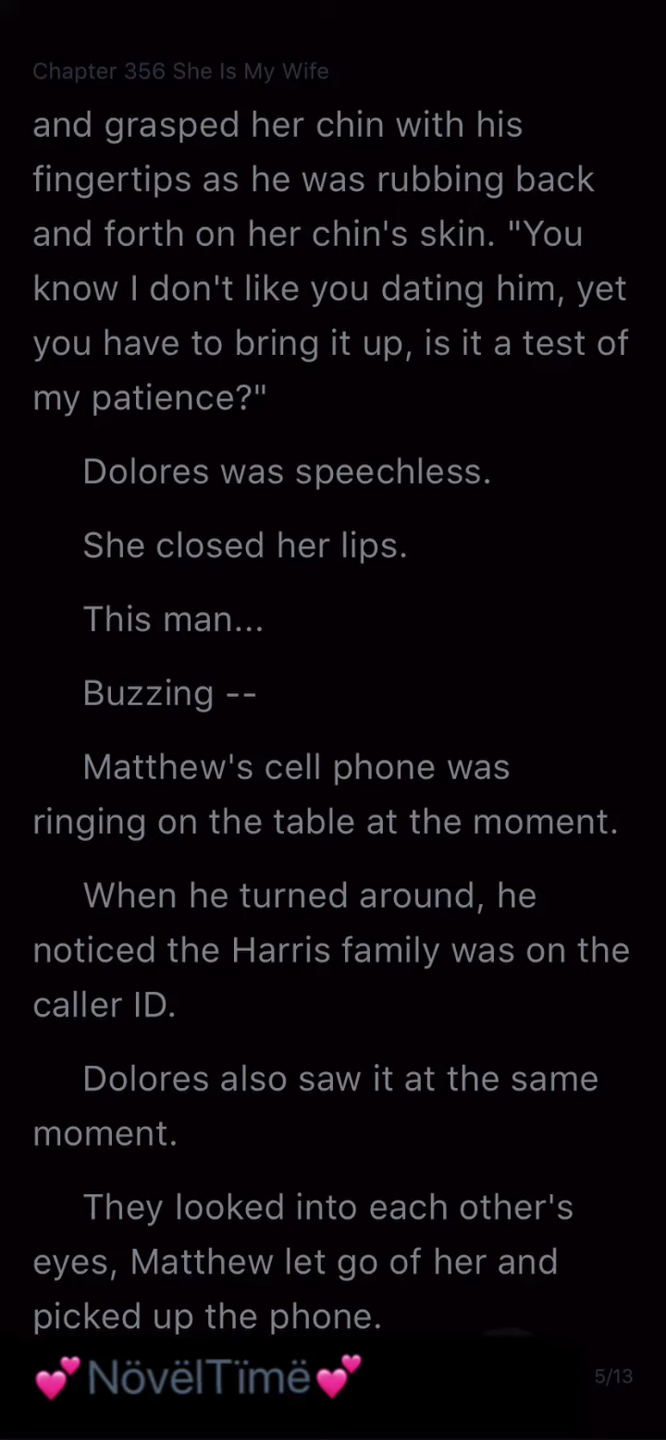 Chapter 356 She Is My Wife
and grasped her chin with his
fingertips as he was rubbing back
and forth on her chin's skin. "You
know I don't like you dating him, yet
you have to bring it up, is it a test of
my patience?"
Dolores was speechless.
She closed her lips.
This man...
Buzzing --
Matthew's cell phone was
ringing on the table at the moment.
When he turned around, he
noticed the Harris family was on the
caller ID.
Dolores also saw it at the same
moment.
They looked into each other's
eyes, Matthew let go of her and
picked up the phone.
💕NövëlTïmë💕
5/13